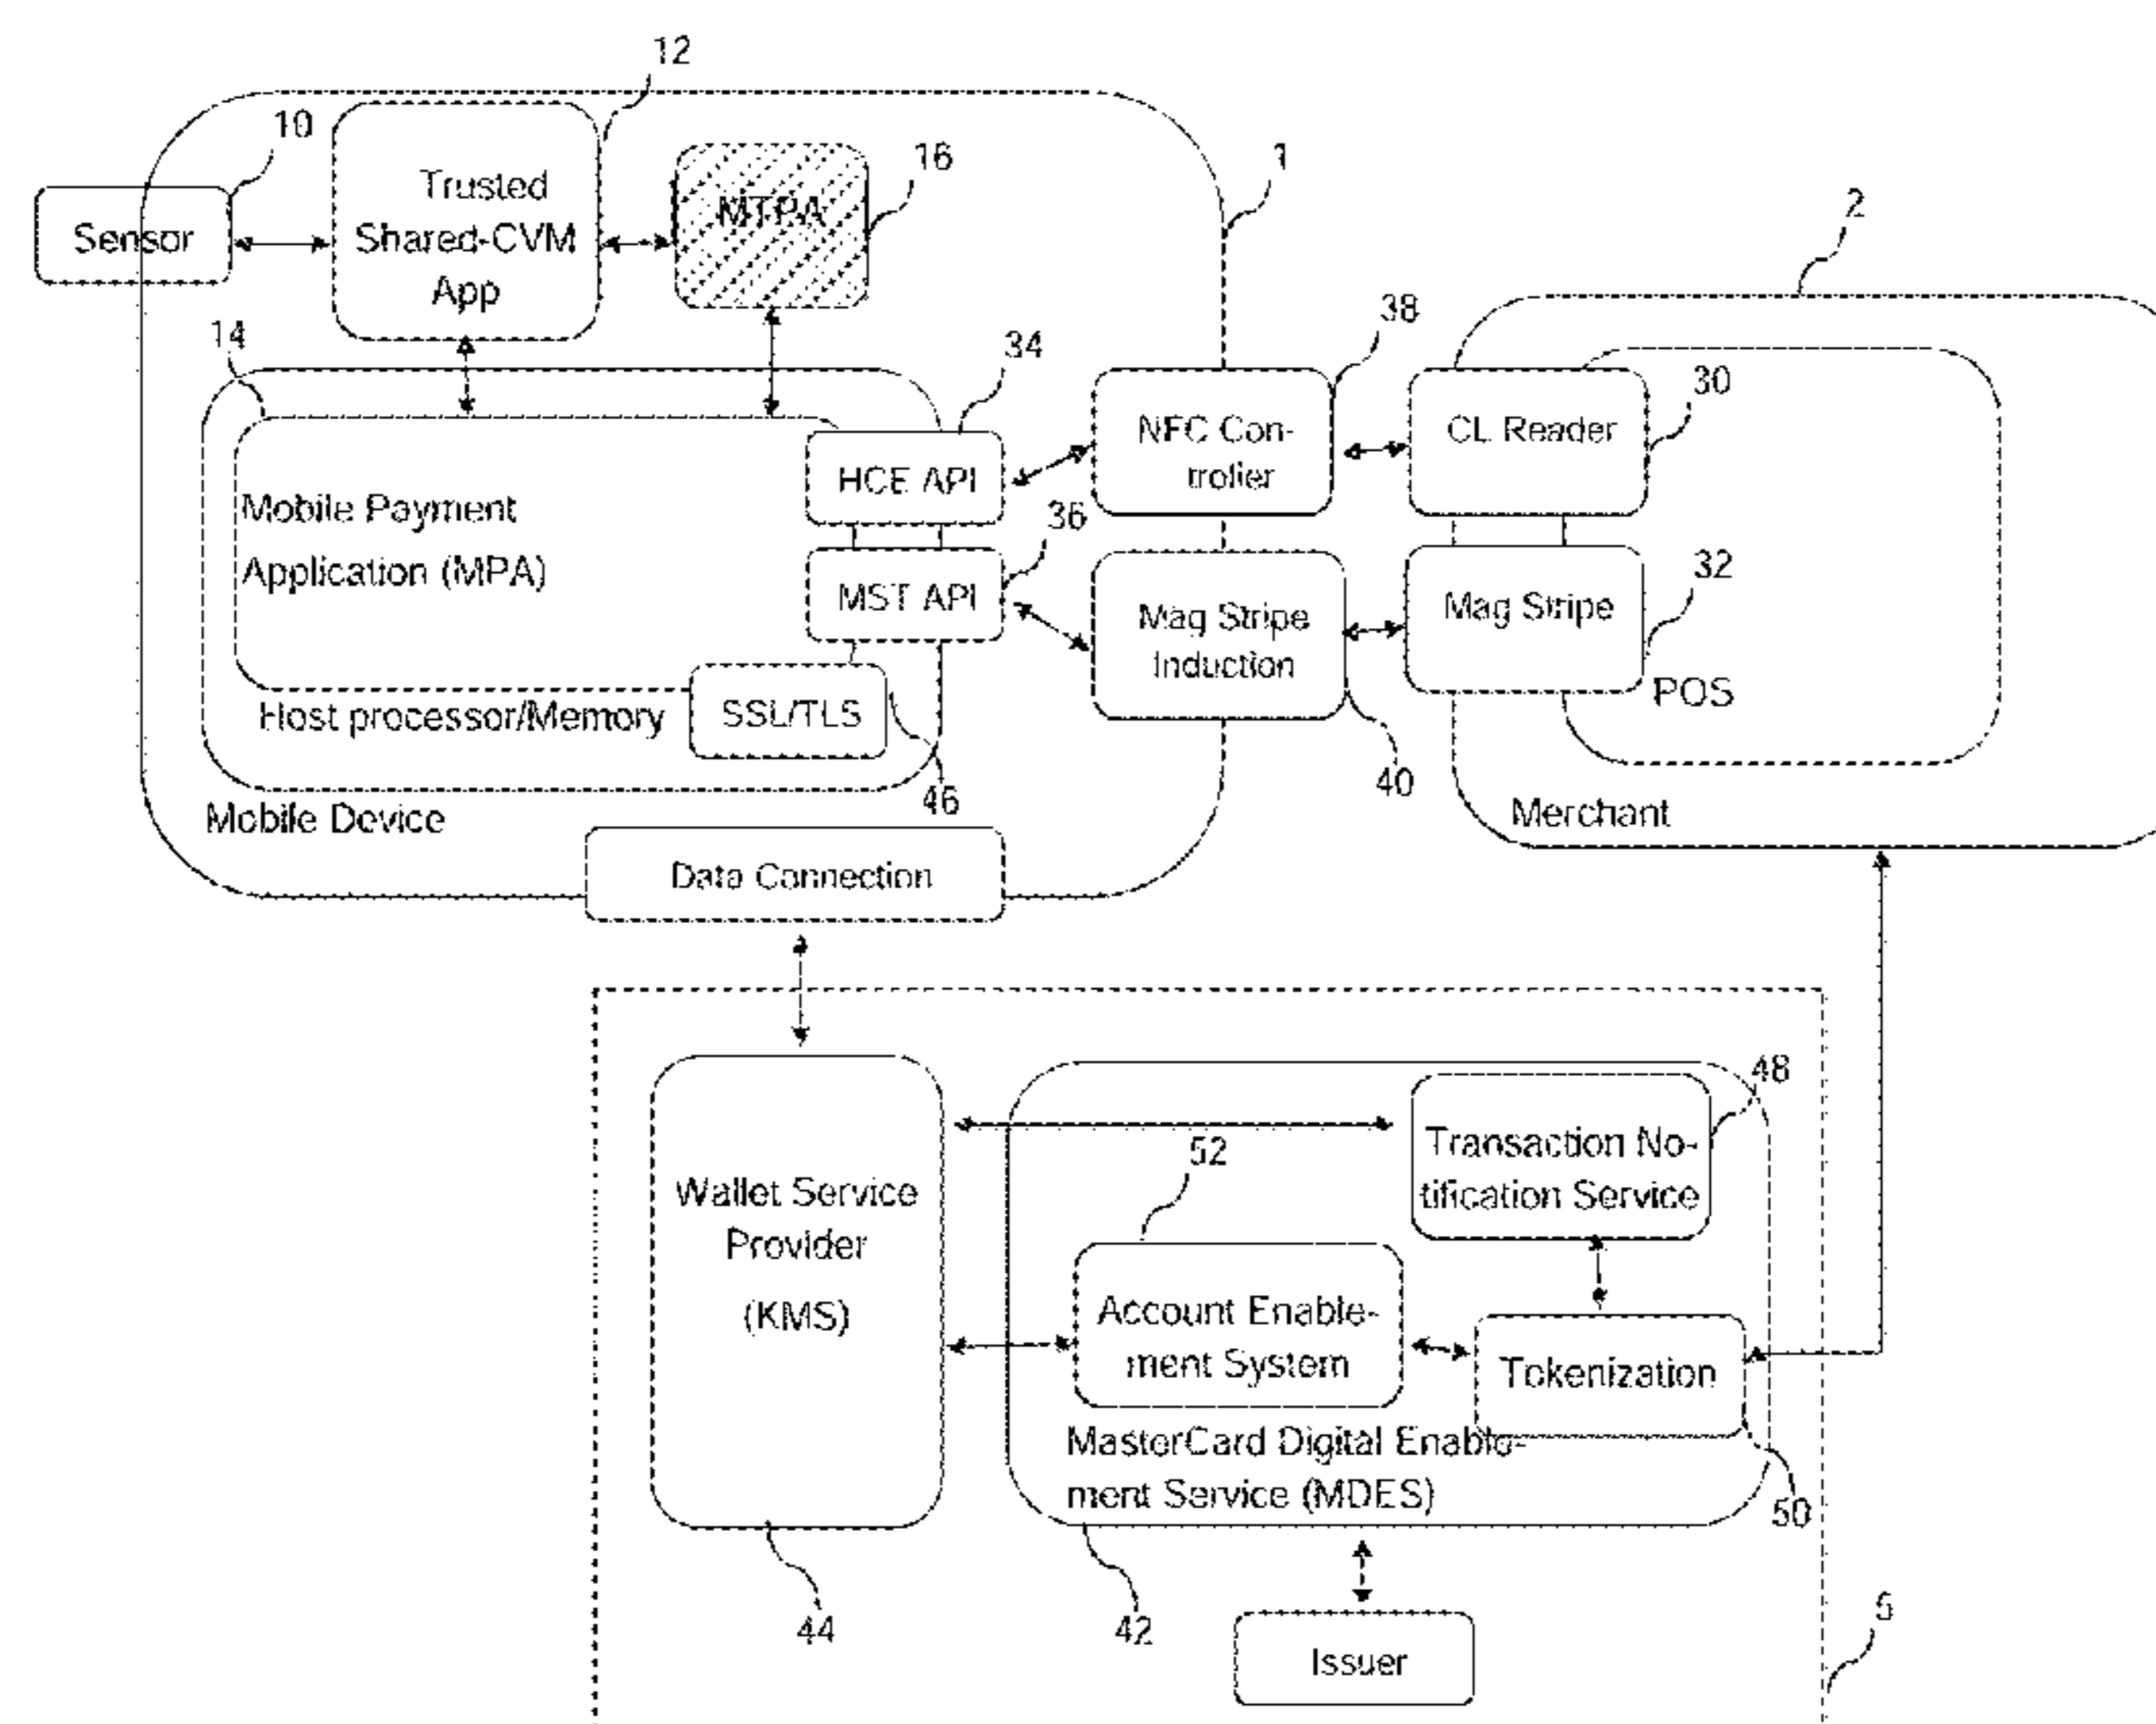 12
10
16
1
Trusted
Shared-CVM
App
MTPA
Sensor
2
14
34
38
30
HCE API
NFC Con-
troller
CL Reader
Mobile Payment
Application (MPA)
36
MST API
Mag Stripe
Induction
Mag Stripe
32
POS
Host processor/Memory
SSL/TLS
46
40
Mobile Device
Merchant
Data Connection
48
Transaction No-
tification Service
52
Wallet Service
Provider
(KMS)
Account Enable-
ment System
Tokenization
MasterCard Digital Enable-
ment Service (MDES)
50
44
42
Issuer
5